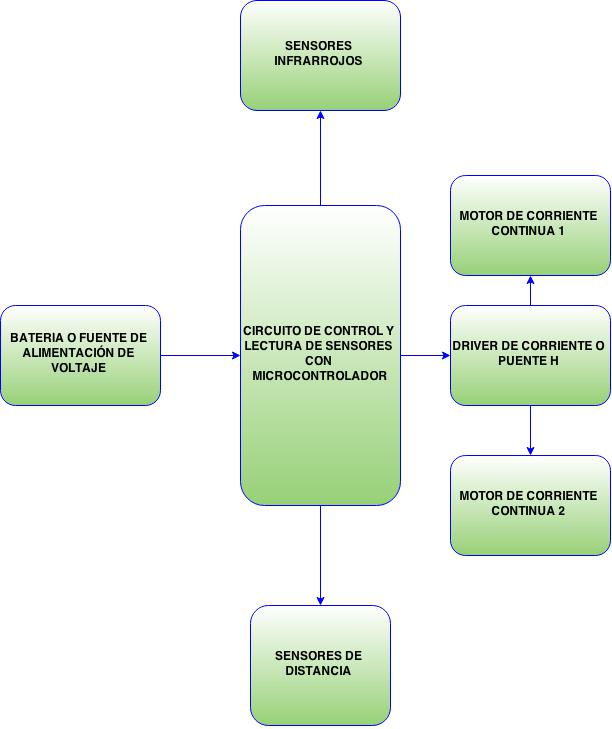 SENSORES
INFRARROJOS
MOTOR DE CORRIENTE
CONTINUA 1
BATERIA O FUENTE DE
ALIMENTACIÓN DE
VOLTAJE
CIRCUITO DE CONTROL Y
LECTURA DE SENSORES
CON
MICROCONTROLADOR
DRIVER DE CORRIENTE O
PUENTE H
MOTOR DE CORRIENTE
CONTINUA 2
SENSORES DE
DISTANCIA